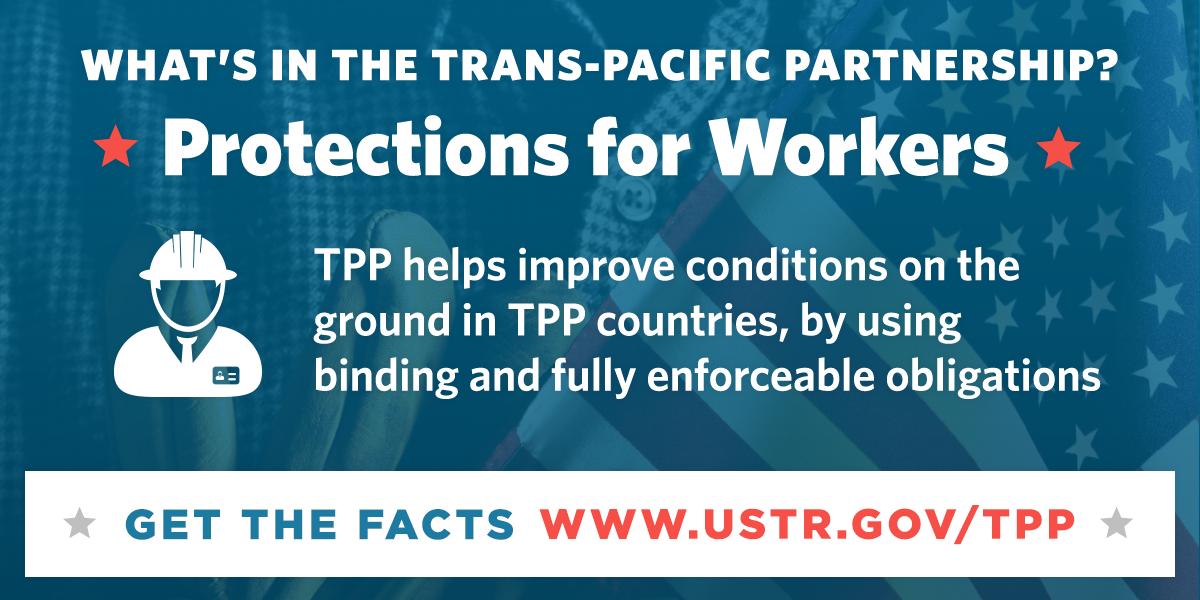 WHAT'S IN THE TRANS-PACIFIC PARTNERSHIP?
Protections for Workers
TPP helps improve conditions on the
ground in TPP countries, by using
binding and fully enforceable obligations
GET THE FACTS WWW.USTR.GOV/TPP